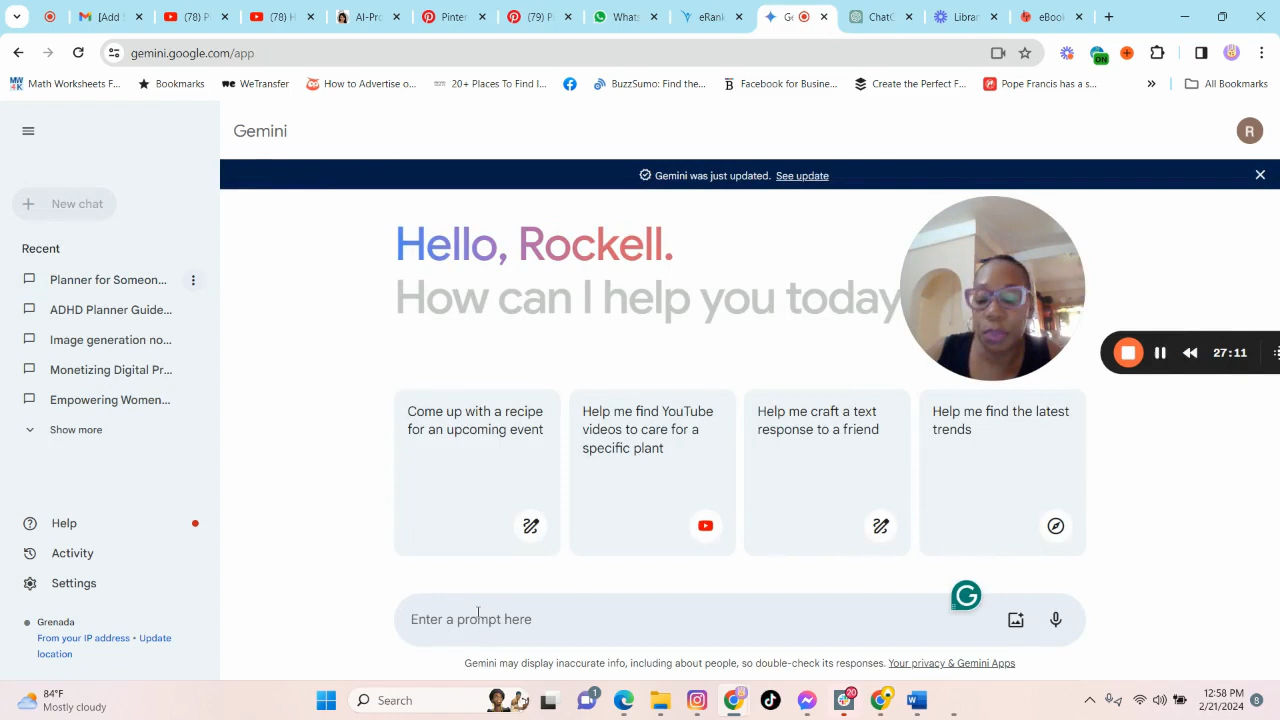 [Add
(78) P
(78) H
AI-Pro
Pinter
(79) P
Whats
eRank
Ge
ChatG
Librar
eBook
gemini.google.com/app
ON
Math Worksheets F...
Bookmarks
WeTransfer
How to Advertise o...
20+ Places To Find I...
BuzzSumo: Find the...
Facebook for Busine...
Create the Perfect F...
Pope Francis has a s...
All Bookmarks
Gemini
R
Gemini was just updated. See update
New chat
Recent
Planner for Someon...
ADHD Planner Guide...
Image generation no...
Monetizing Digital Pr...
Empowering Women...
Show more
Hello, Rockell.
How can I help you today
27:11
Come up with a recipe
for an upcoming event
Help me find YouTube
videos to care for a
specific plant
Help me craft a text
response to a friend
Help me find the latest
trends
Help
Activity
Settings
Grenada
From your IP address • Update
location
Enter a prompt here
Gemini may display inaccurate info, including about people, so double-check its responses. Your privacy & Gemini Apps
84°F
Mostly cloudy
Search
1
20
12:58 PM
2/21/2024
8